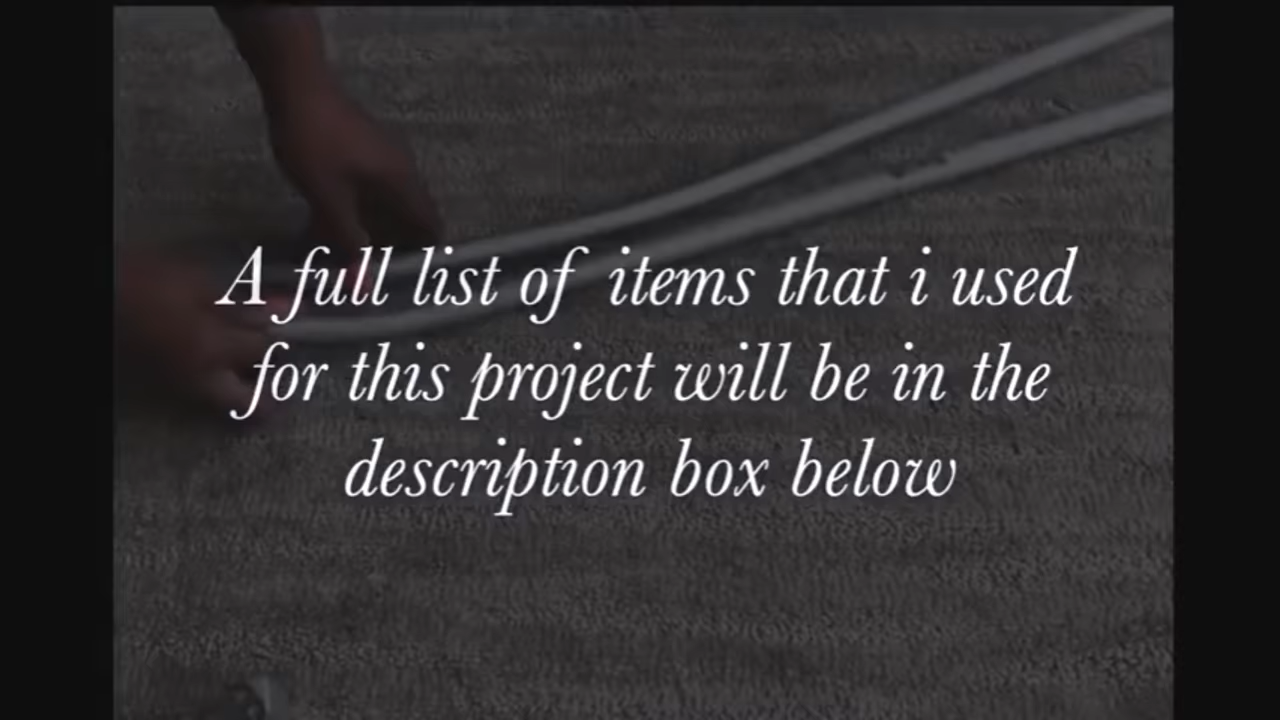 A full list of items that i used
for this project will be in the
description box below